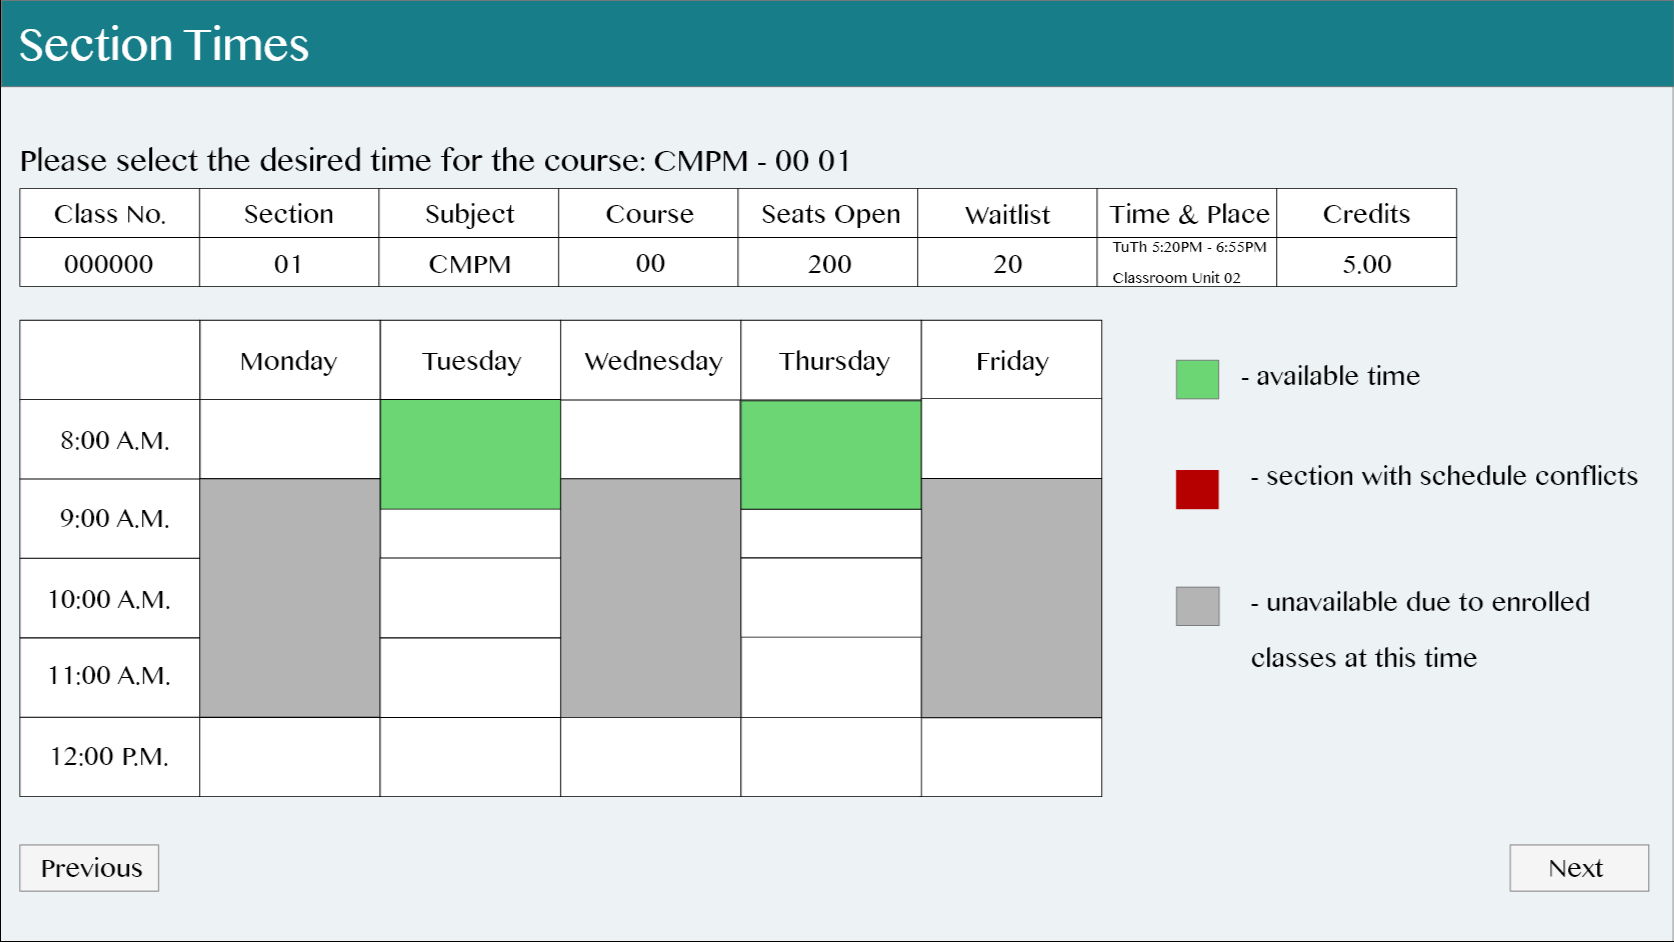 Section Times
Please select the desired time for the course: CMPM - 00 01
Class No. Section Subject Course Seats Open Waitlist Time & Place Credits
000000 01 CMPM 00 200 20 TuTh 5:20PM - 6:55PM 5.00
Classroom Unit 02
Monday Tuesday Wednesday Thursday Friday
8:00 A.M.
9:00 A.M.
10:00 A.M.
11:00 A.M.
12:00 P.M.
- available time
- section with schedule conflicts
- unavailable due to enrolled
classes at this time
Previous
Next